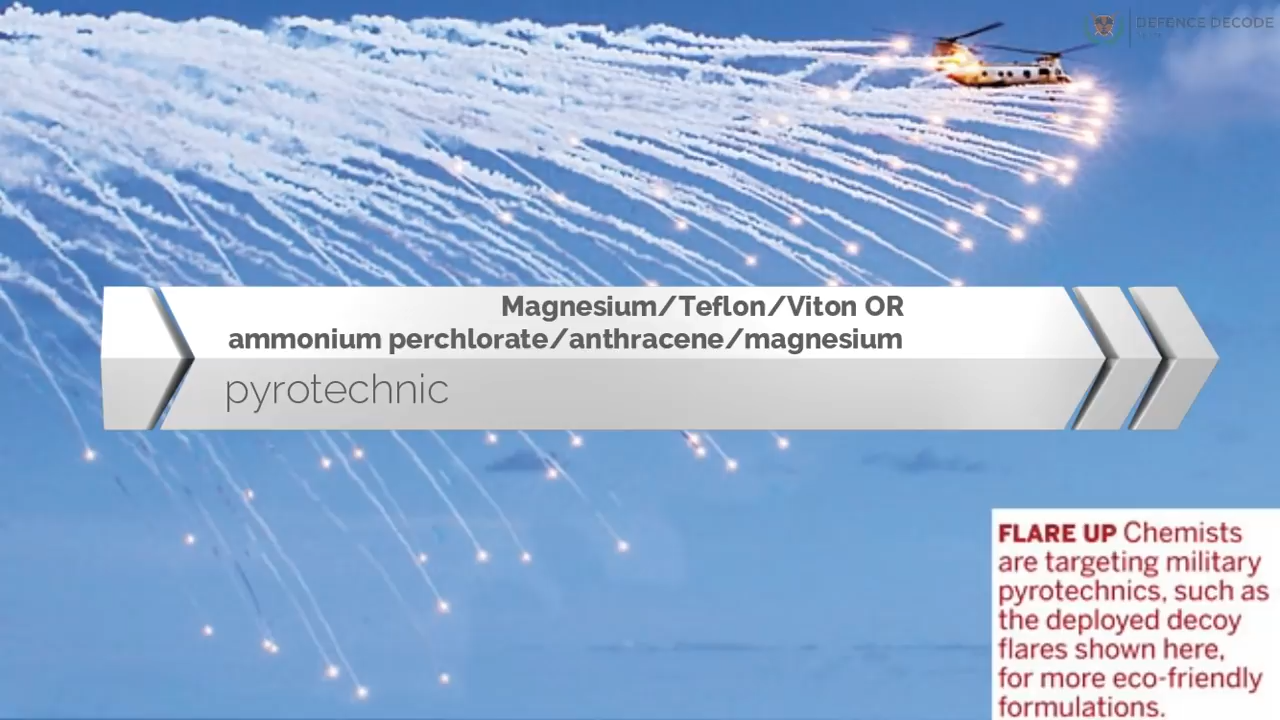 DEFENCE DECODE
Magnesium/Teflon/Viton OR
ammonium perchlorate/anthracene/magnesium
pyrotechnic
FLARE UP Chemists
are targeting military
pyrotechnics, such as
the deployed decoy
flares shown here,
for more eco-friendly
formulations.